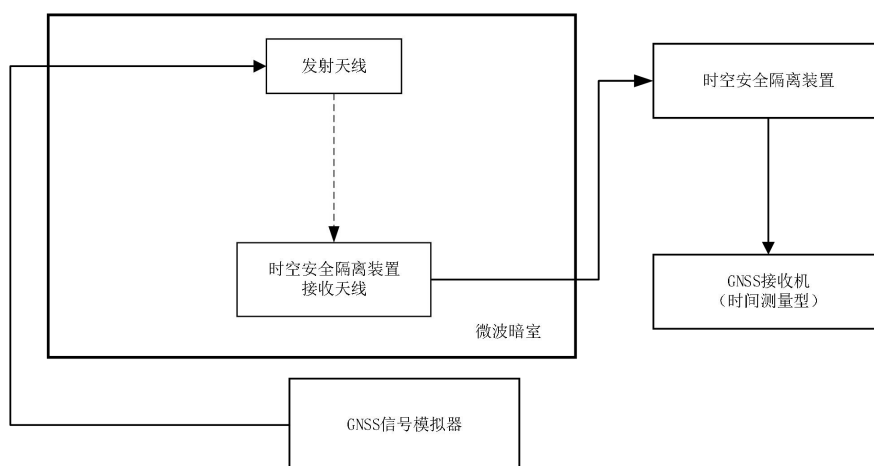 发射天线
时空安全隔离装置
时空安全隔离装置
接收天线
GNSS接收机
（时间测量型）
微波暗室
GNSS信号模拟器